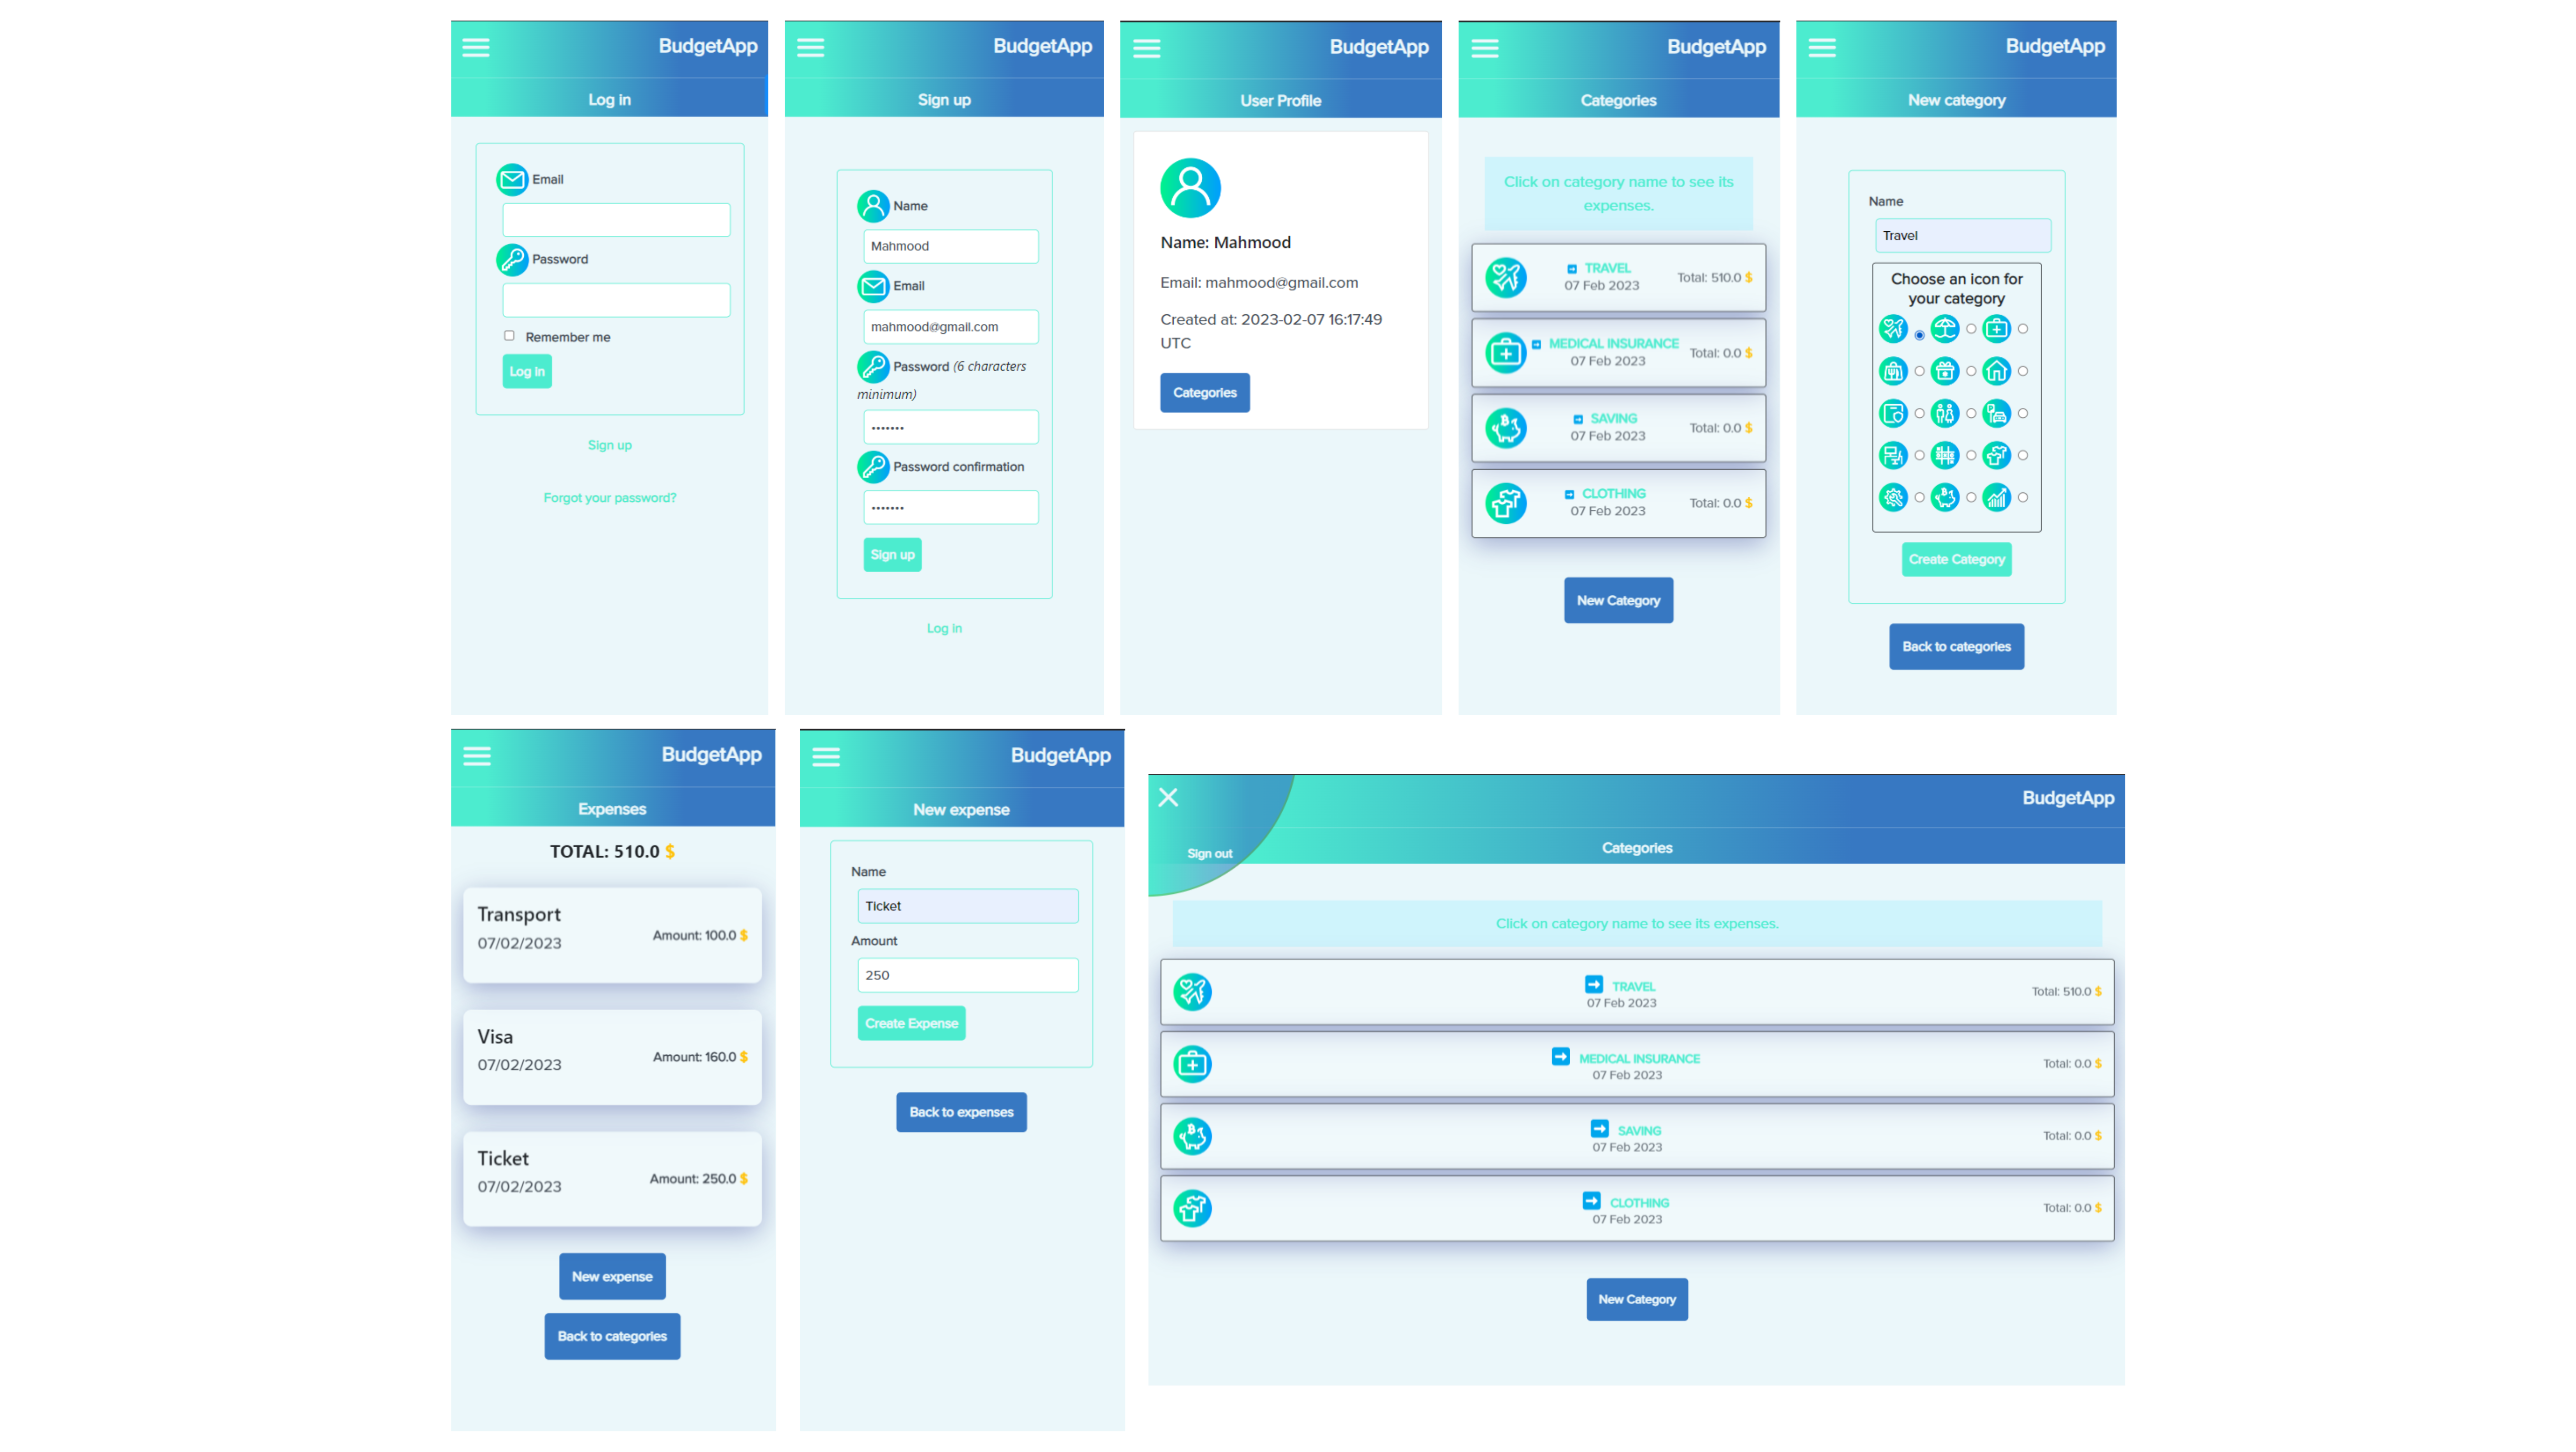 BudgetApp
Log in
Email
Password
Remember me
Log in
Sign up
Forgot your password?
BudgetApp
Sign up
Name
Mahmood
Email
mahmood@gmail.com
Password (6 characters
minimum)
•••••••
Password confirmation
•••••••
Sign up
Log in
BudgetApp
User Profile
Name: Mahmood
Email: mahmood@gmail.com
Created at: 2023-02-07 16:17:49
UTC
Categories
BudgetApp
Categories
Click on category name to see its
expenses.
TRAVEL
07 Feb 2023
Total: 510.0 $
MEDICAL INSURANCE
07 Feb 2023
Total: 0.0 $
SAVING
07 Feb 2023
Total: 0.0 $
CLOTHING
07 Feb 2023
Total: 0.0 $
New Category
BudgetApp
New category
Name
Travel
Choose an icon for
your category
Create Category
Back to categories
BudgetApp
Expenses
TOTAL: 510.0 $
Transport
07/02/2023
Amount: 100.0 $
Visa
07/02/2023
Amount: 160.0 $
Ticket
07/02/2023
Amount: 250.0 $
New expense
Back to categories
BudgetApp
New expense
Name
Ticket
Amount
250
Create Expense
Back to expenses
BudgetApp
Sign out
Categories
Click on category name to see its expenses.
TRAVEL
07 Feb 2023
Total: 510.0 $
MEDICAL INSURANCE
07 Feb 2023
Total: 0.0 $
SAVING
07 Feb 2023
Total: 0.0 $
CLOTHING
07 Feb 2023
Total: 0.0 $
New Category